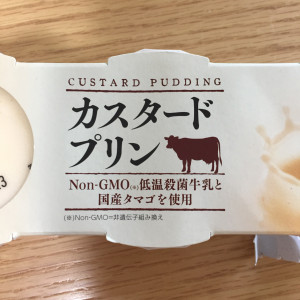 CUSTARD PUDDING
カスタード
プリン
Non-GMO(※)低温殺菌牛乳と
国産タマゴを使用
(※)Non-GMO=非遺伝子組み換え